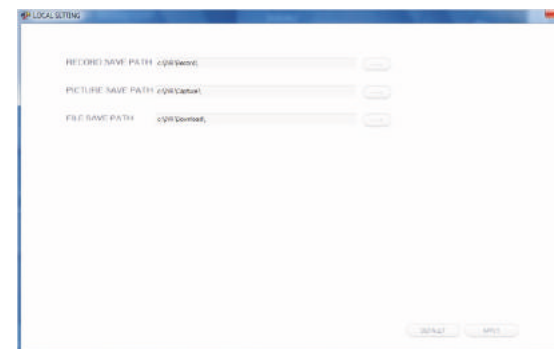 LOCAL SETTING
RECORD SAVE PATH
PICTURE SAVE PATH
FILE SAVE PATH
DEFAULT APPLY